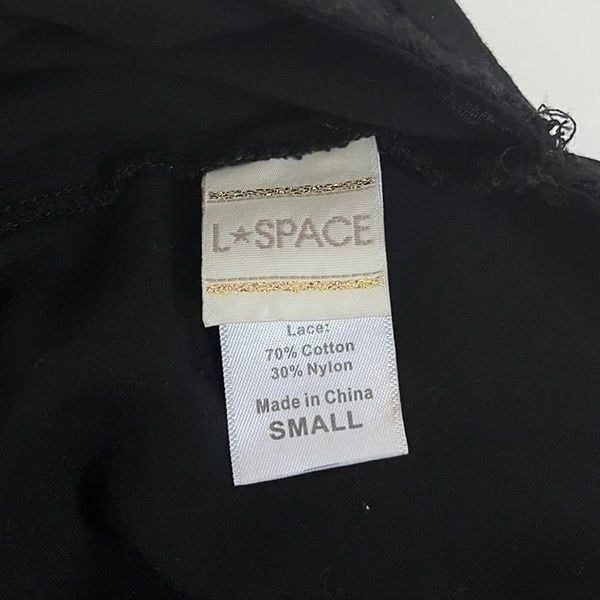 L★SPACE
Lace:
70% Cotton
30% Nylon
Made in China
SMALL